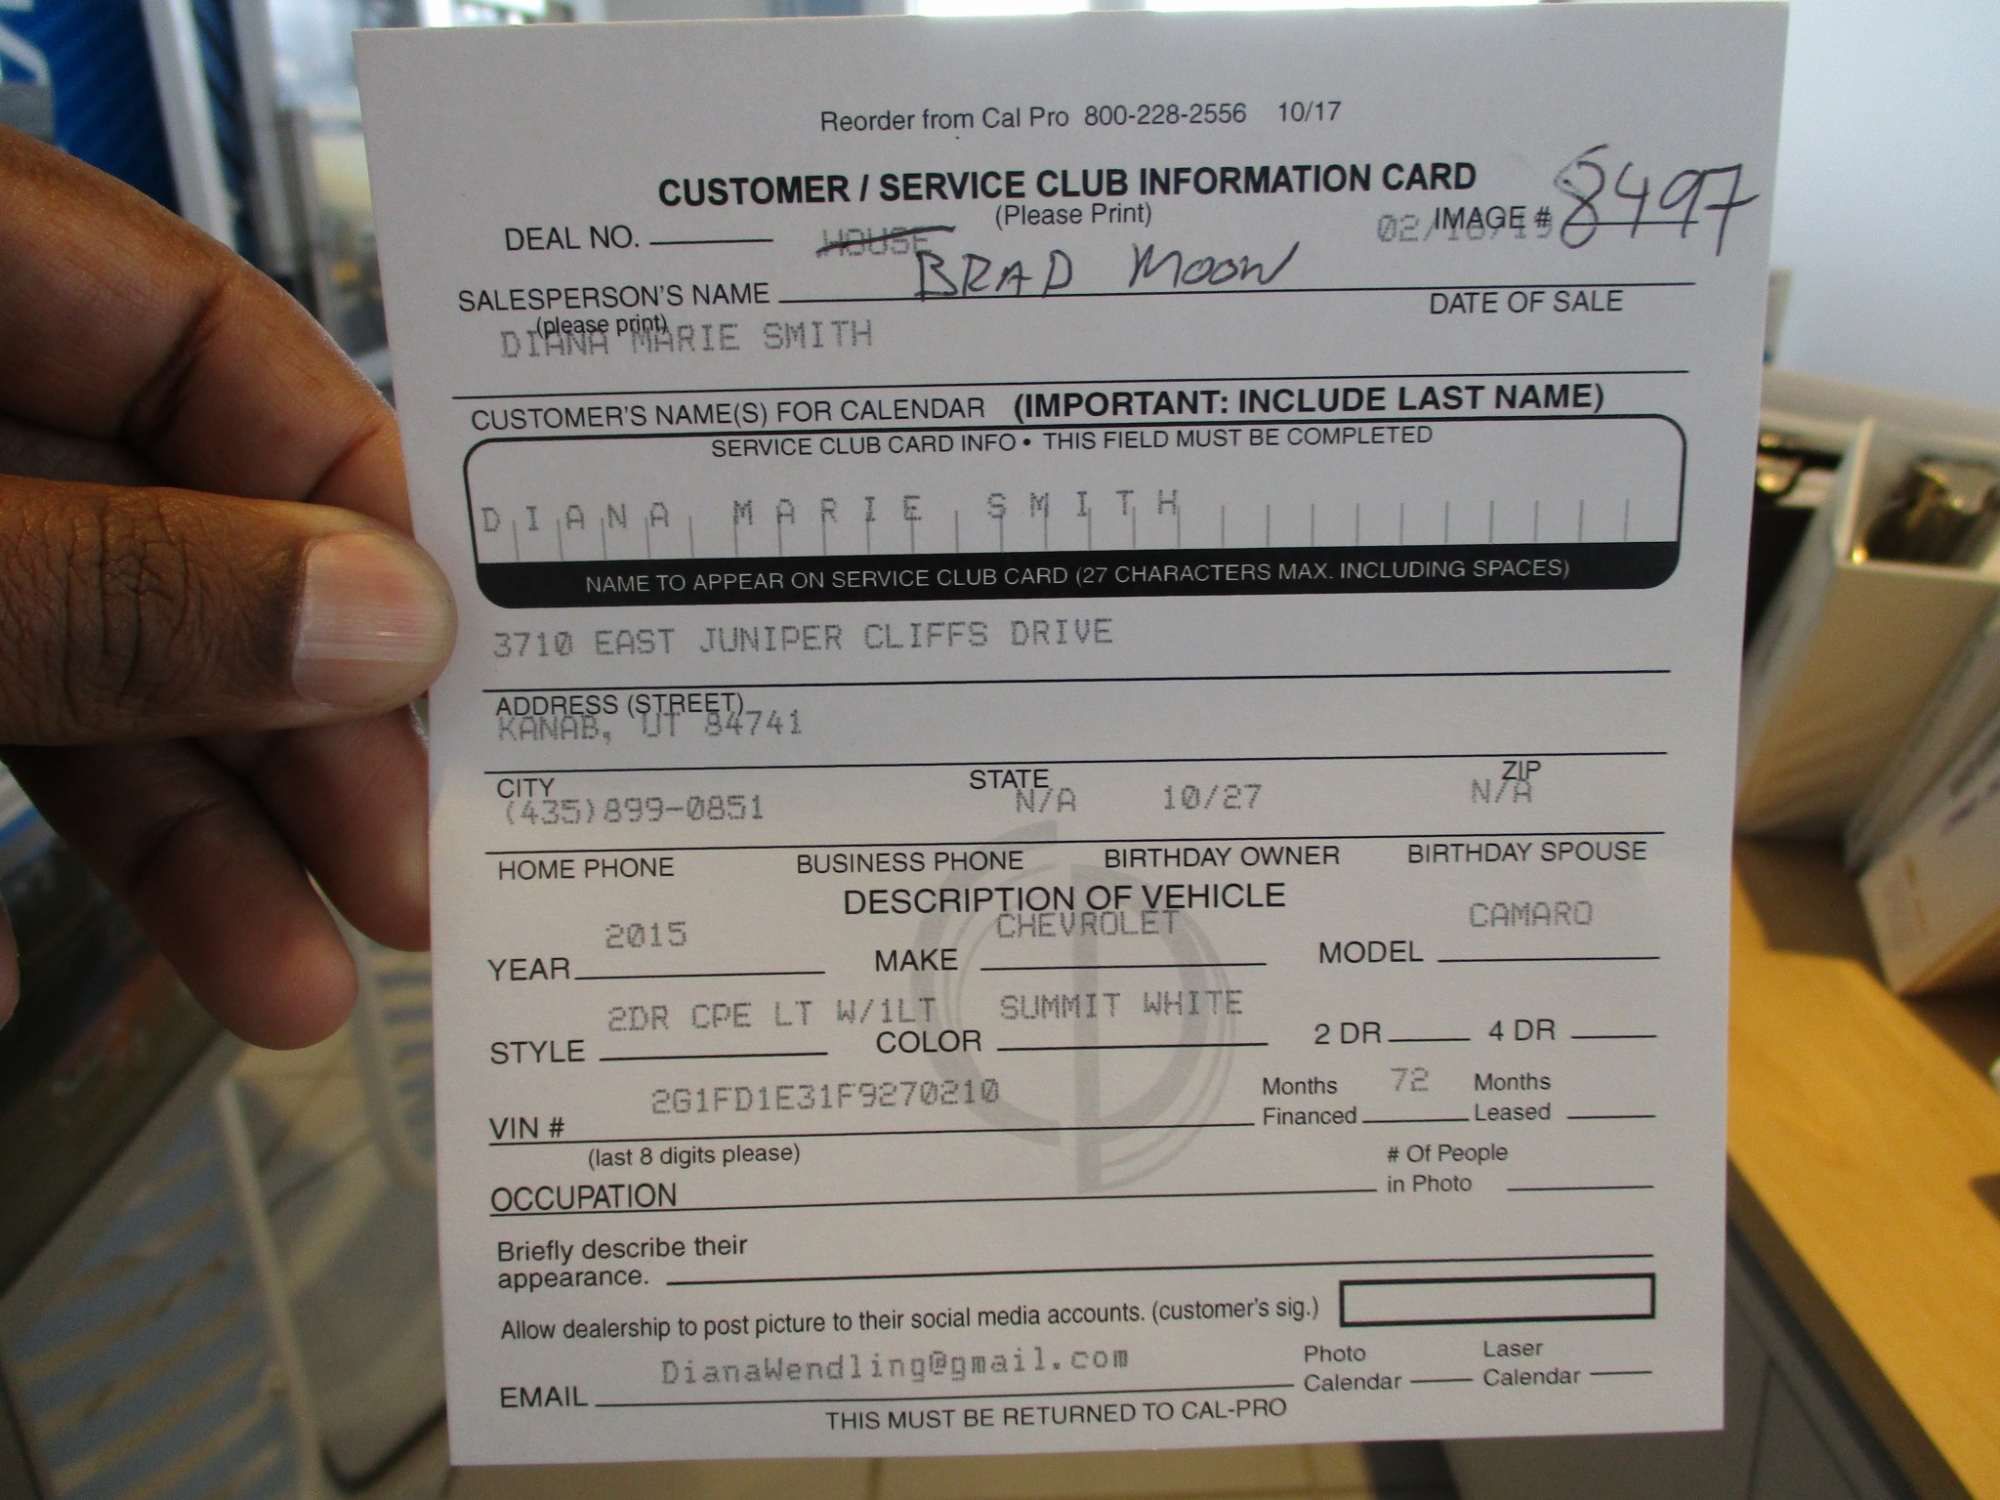 Reorder from Cal Pro 800-228-2556 10/17
CUSTOMER / SERVICE CLUB INFORMATION CARD
(Please Print)
DEAL NO. HOUSE 02/16/19 IMAGE # 8497
SALESPERSON'S NAME BRAD MOON
(please print) DATE OF SALE
DIANA MARIE SMITH
CUSTOMER'S NAME(S) FOR CALENDAR (IMPORTANT: INCLUDE LAST NAME)
SERVICE CLUB CARD INFO • THIS FIELD MUST BE COMPLETED
DIANA MARIE SMITH
NAME TO APPEAR ON SERVICE CLUB CARD (27 CHARACTERS MAX. INCLUDING SPACES)
3710 EAST JUNIPER CLIFFS DRIVE
ADDRESS (STREET)
KANAB, UT 84741
CITY STATE ZIP
(435)899-0851 N/A 10/27 N/A
HOME PHONE BUSINESS PHONE BIRTHDAY OWNER BIRTHDAY SPOUSE
DESCRIPTION OF VEHICLE
YEAR 2015 MAKE CHEVROLET MODEL CAMARO
STYLE 2DR CPE LT W/1LT COLOR SUMMIT WHITE 2 DR 4 DR
VIN # 2G1FD1E31F9270210 Months Financed 72 Months Leased
(last 8 digits please)
OCCUPATION # Of People in Photo
Briefly describe their
appearance.
Allow dealership to post picture to their social media accounts. (customer's sig.)
EMAIL DianaWendling@gmail.com Photo Calendar Laser Calendar
THIS MUST BE RETURNED TO CAL-PRO